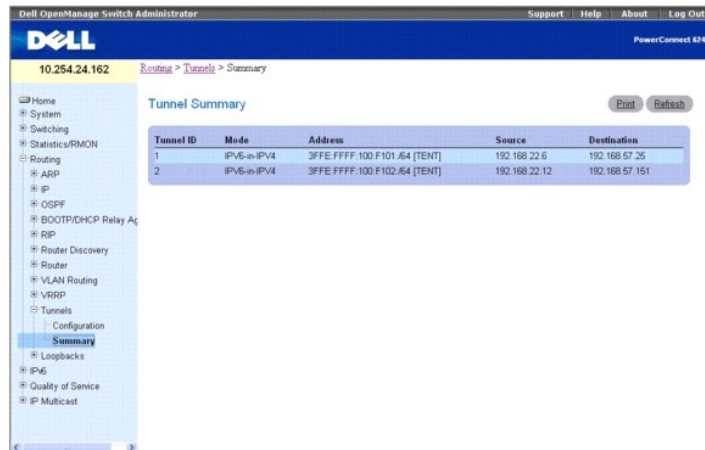 Dell OpenManage Switch Administrator
Support Help About Log Out
DELL
PowerConnect 624
10.254.24.162
Routing > Tunnels > Summary
Home
System
Switching
Statistics/RMON
Routing
ARP
IP
OSPF
BOOTP/DHCP Relay Ag
RIP
Router Discovery
Router
VLAN Routing
VRRP
Tunnels
Configuration
Summary
Loopbacks
IPv6
Quality of Service
IP Multicast
Tunnel Summary
Print Refresh
Tunnel ID Mode Address Source Destination
1 IPV6-in-IPV4 3FFE:FFFF:100:F101:/64 [TENT] 192.168.22.6 192.168.57.25
2 IPV6-in-IPV4 3FFE:FFFF:100:F102:/64 [TENT] 192.168.22.12 192.168.57.151